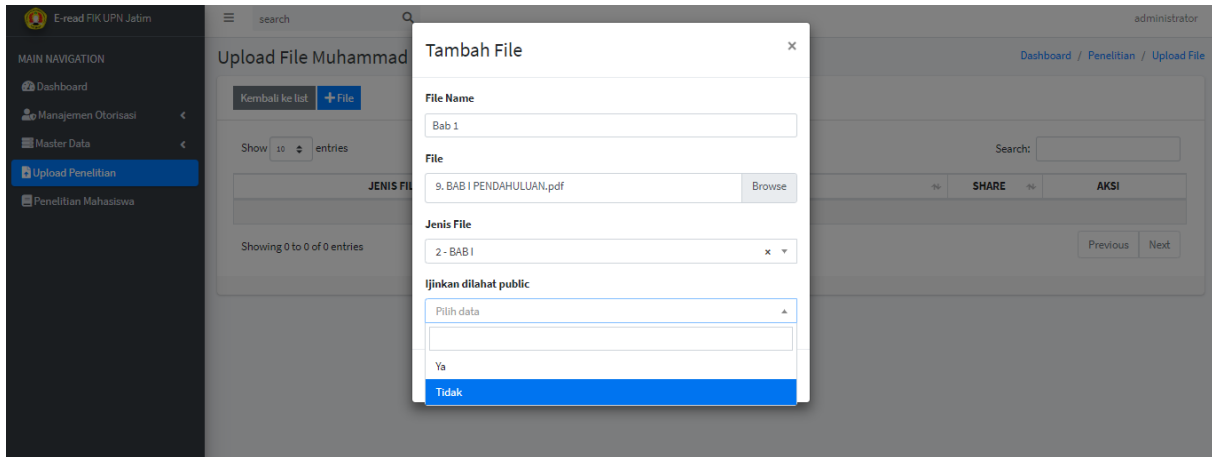 E-read FIK UPN Jatim
search
administrator
MAIN NAVIGATION
Dashboard
Manajemen Otorisasi
Master Data
Upload Penelitian
Penelitian Mahasiswa
Upload File Muhammad
Dashboard / Penelitian / Upload File
Kembali ke list
+ File
Show 10 entries
Search:
JENIS FIL
SHARE
AKSI
Showing 0 to 0 of 0 entries
Previous
Next
Tambah File
×
File Name
Bab 1
File
9. BAB I PENDAHULUAN.pdf
Browse
Jenis File
2 - BAB I
×
Ijinkan dilahat public
Pilih data
Ya
Tidak